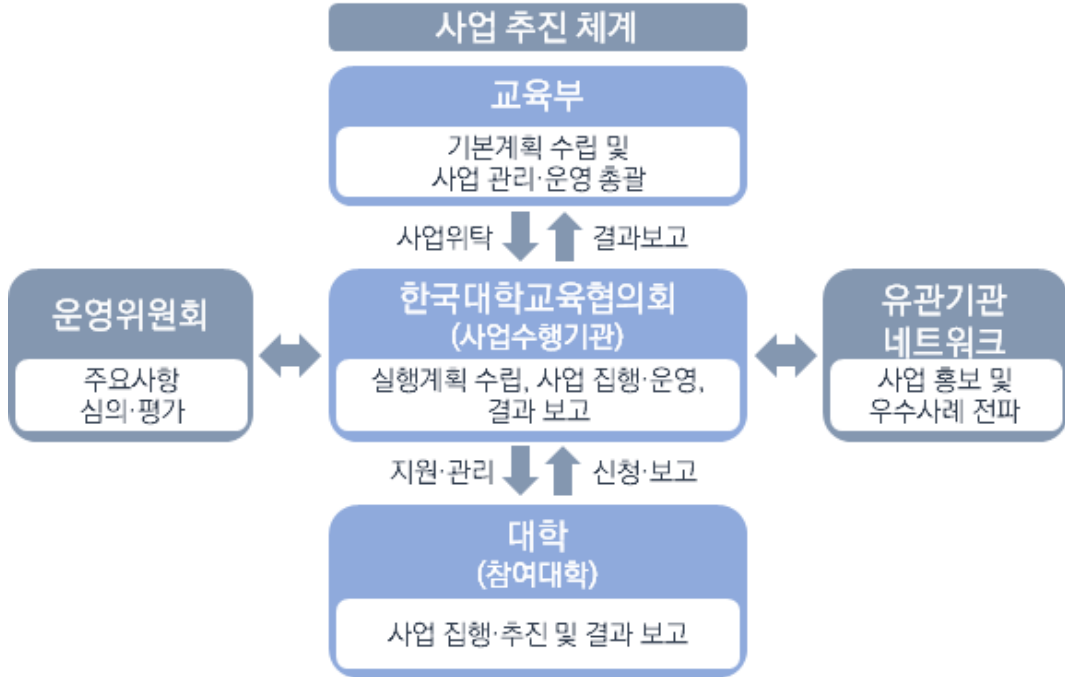 사업 추진 체계
교육부
기본계획 수립 및
사업 관리·운영 총괄
사업위탁
결과보고
운영위원회
주요사항
심의·평가
한국대학교육협의회
(사업수행기관)
실행계획 수립, 사업 집행·운영,
결과 보고
유관기관
네트워크
사업 홍보 및
우수사례 전파
지원·관리
신청·보고
대학
(참여대학)
사업 집행·추진 및 결과 보고